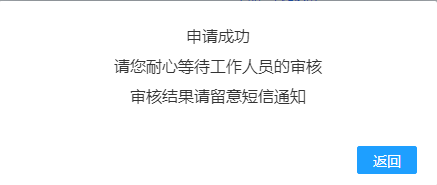 申请成功
请您耐心等待工作人员的审核
审核结果请留意短信通知
返回